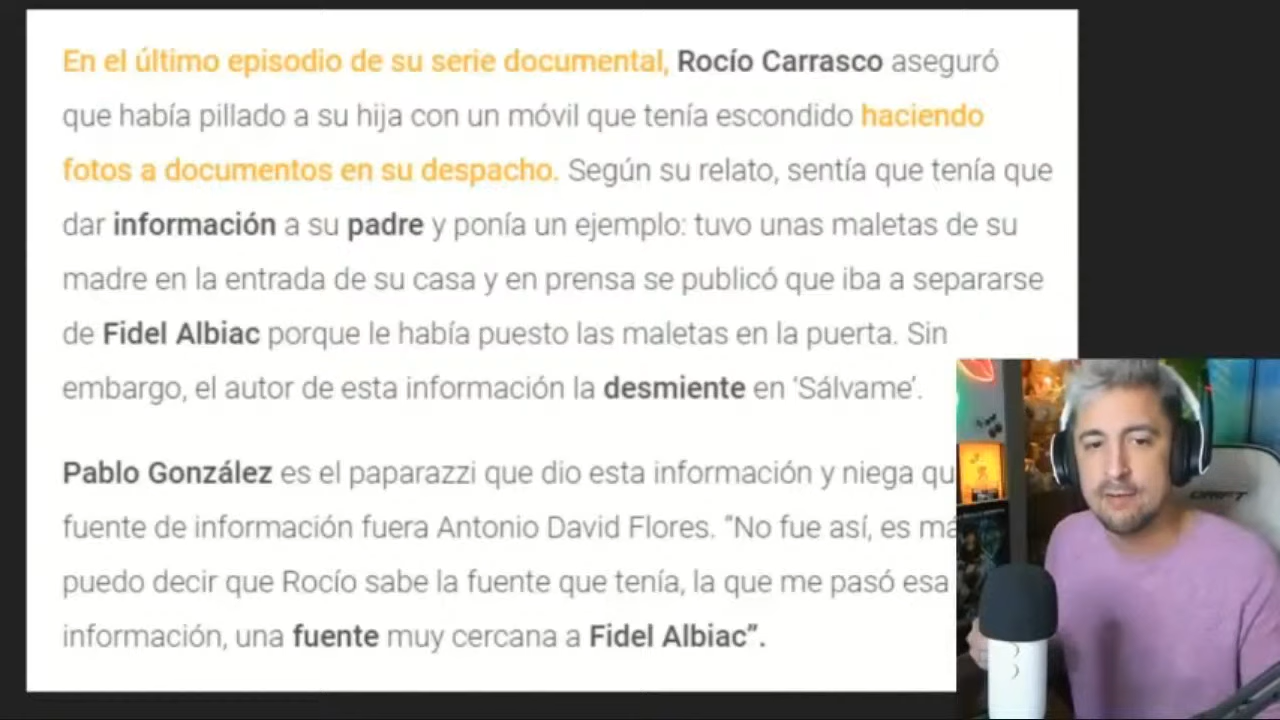 En el último episodio de su serie documental, Rocío Carrasco aseguró
que había pillado a su hija con un móvil que tenía escondido haciendo
fotos a documentos en su despacho. Según su relato, sentía que tenía que
dar información a su padre y ponía un ejemplo: tuvo unas maletas de su
madre en la entrada de su casa y en prensa se publicó que iba a separarse
de Fidel Albiac porque le había puesto las maletas en la puerta. Sin
embargo, el autor de esta información la desmiente en ‘Sálvame’.
Pablo González es el paparazzi que dio esta información y niega
fuente de información fuera Antonio David Flores. “No fue así, es
puedo decir que Rocío sabe la fuente que tenía, la que me pasó esa
información, una fuente muy cercana a Fidel Albiac”.
DRIFT